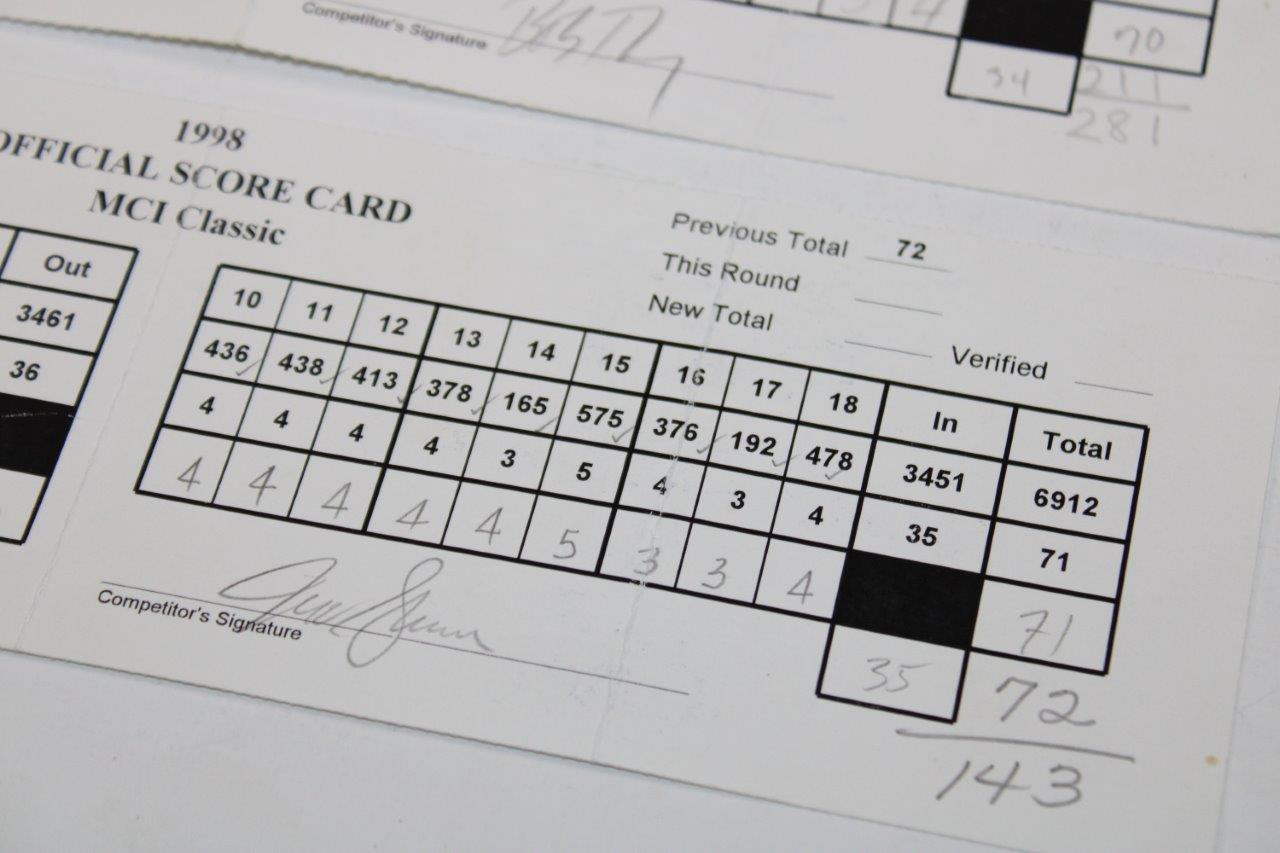 4
70
Competitor's Signature
34
211
281
1998
OFFICIAL SCORE CARD
MCI Classic
Previous Total 72
This Round
New Total
Verified
Out
3461
36
10 11 12 13 14 15 16 17 18 In Total
436 438 413 378 165 575 376 192 478 3451 6912
4 4 4 4 3 5 4 3 4 35 71
4 4 4 4 4 5 3 3 4 71
Competitor's Signature
35
72
143